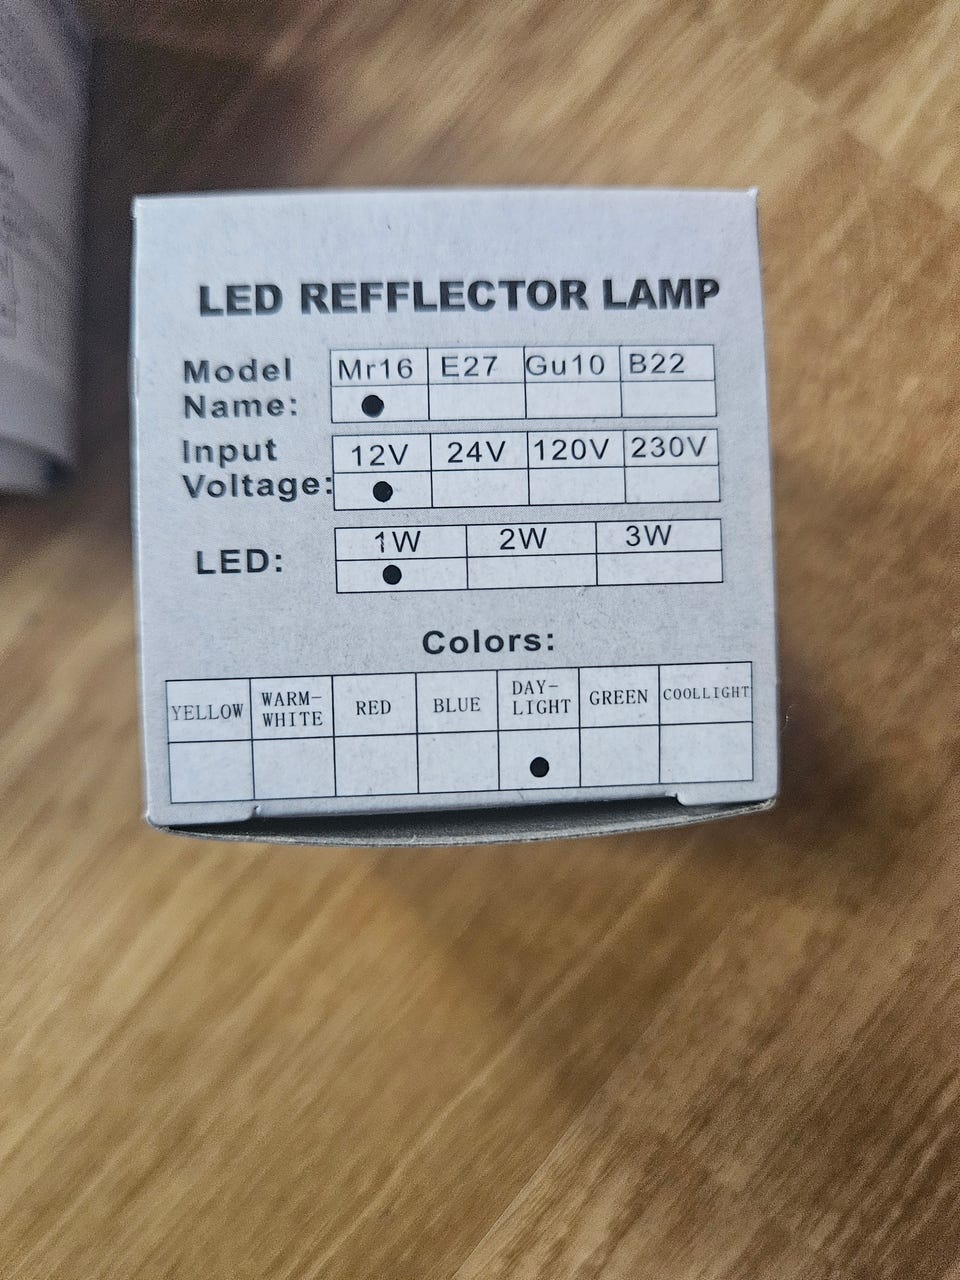 LED REFFLECTOR LAMP
Model Name: Mr16 E27 Gu10 B22
●
Input Voltage: 12V 24V 120V 230V
●
LED: 1W 2W 3W
●
Colors:
YELLOW WARM-WHITE RED BLUE DAY-LIGHT GREEN COOLLIGHT
●